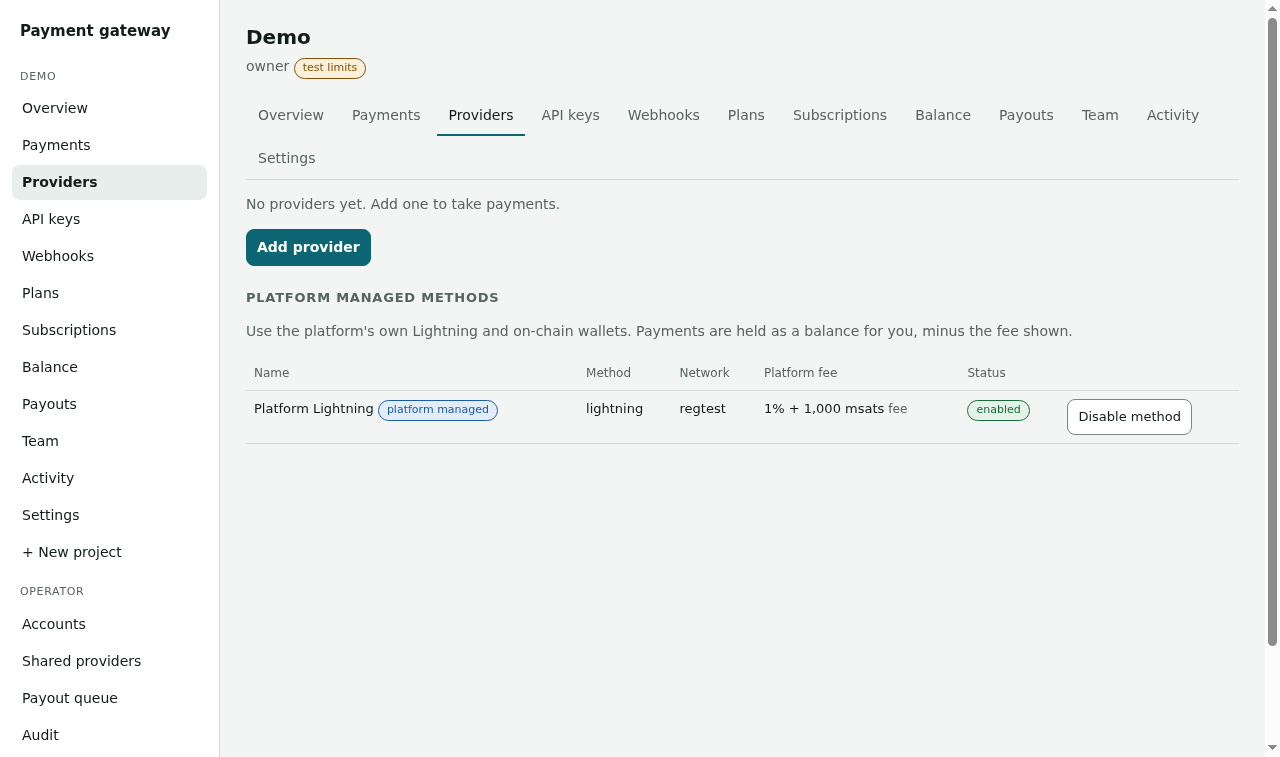 Payment gateway
DEMO
Overview
Payments
Providers
API keys
Webhooks
Plans
Subscriptions
Balance
Payouts
Team
Activity
Settings
+ New project
OPERATOR
Accounts
Shared providers
Payout queue
Audit
Demo
owner test limits
Overview Payments Providers API keys Webhooks Plans Subscriptions Balance Payouts Team Activity
Settings
No providers yet. Add one to take payments.
Add provider
PLATFORM MANAGED METHODS
Use the platform's own Lightning and on-chain wallets. Payments are held as a balance for you, minus the fee shown.
Name Method Network Platform fee Status
Platform Lightning platform managed lightning regtest 1% + 1,000 msats fee enabled Disable method